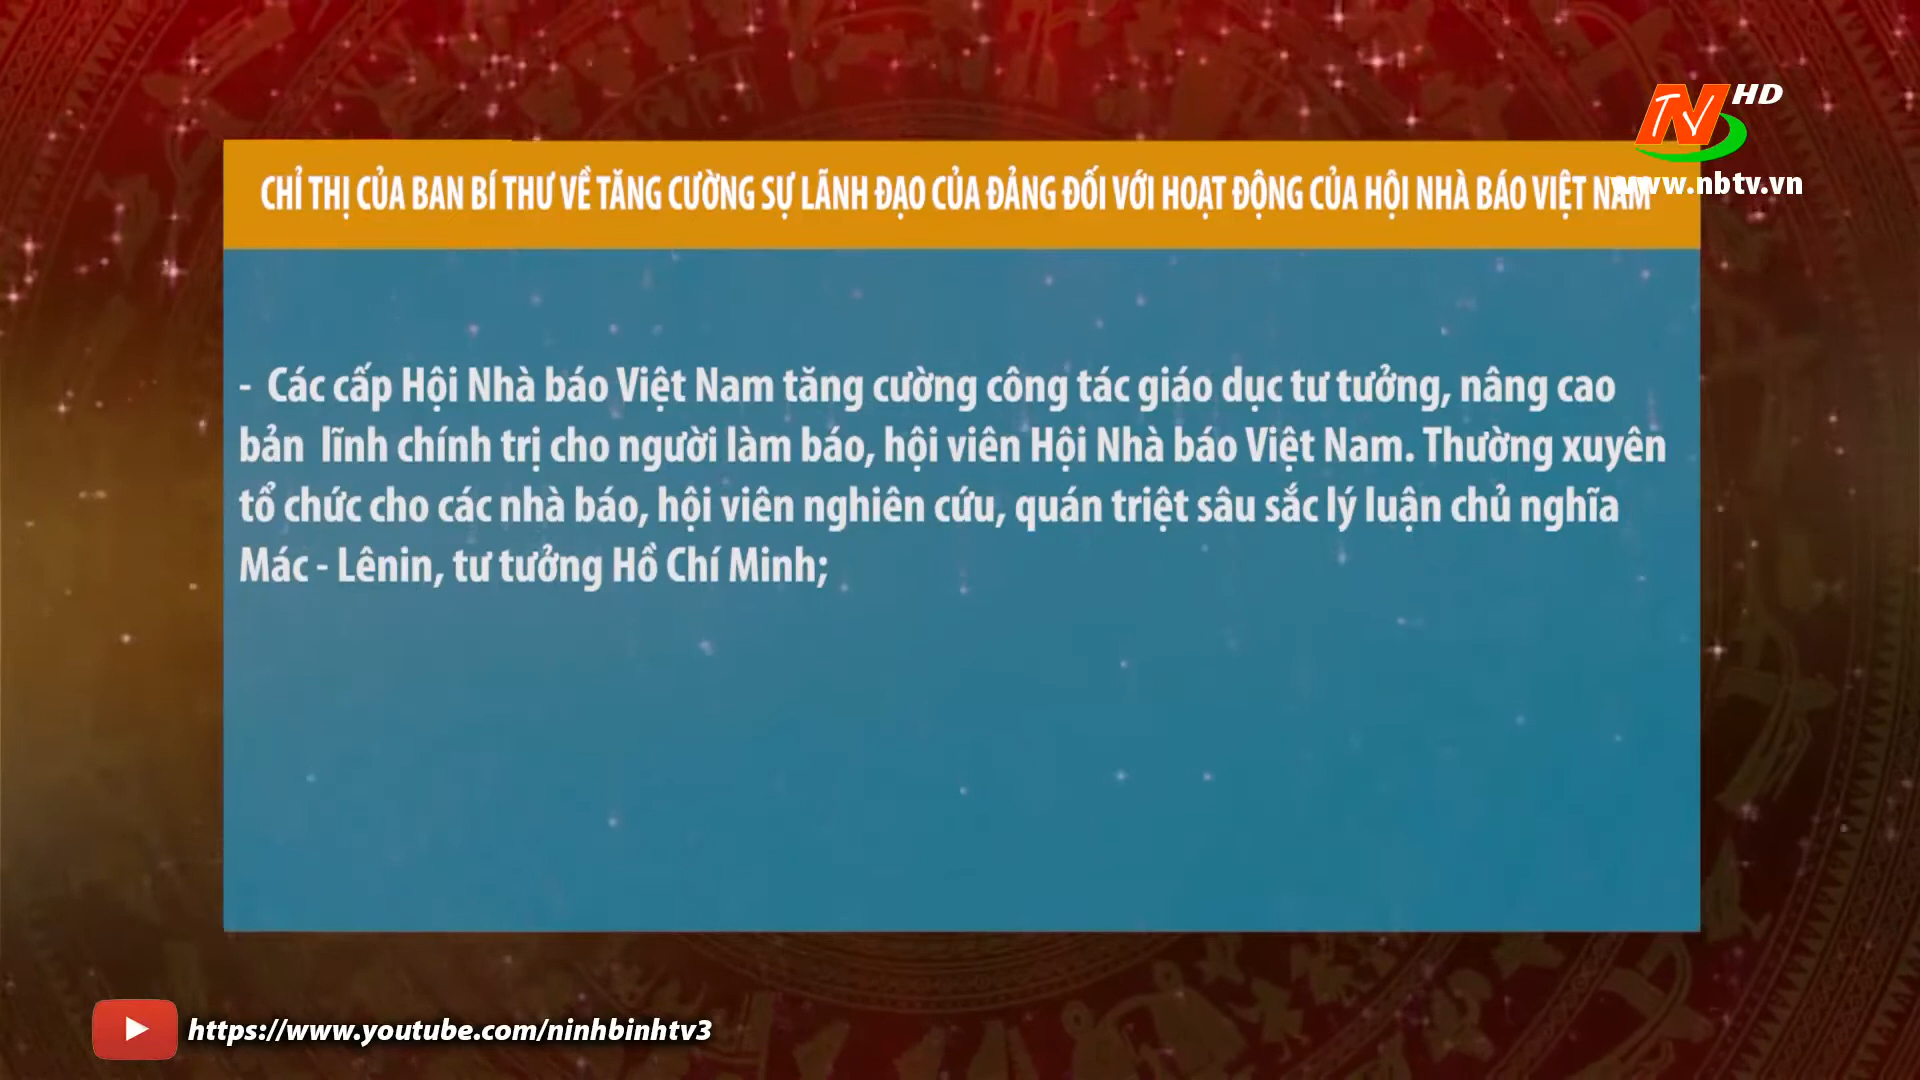 HD
www.nbtv.vn
CHỈ THỊ CỦA BAN BÍ THƯ VỀ TĂNG CƯỜNG SỰ LÃNH ĐẠO CỦA ĐẢNG ĐỐI VỚI HOẠT ĐỘNG CỦA HỘI NHÀ BÁO VIỆT NAM
- Các cấp Hội Nhà báo Việt Nam tăng cường công tác giáo dục tư tưởng, nâng cao
bản lĩnh chính trị cho người làm báo, hội viên Hội Nhà báo Việt Nam. Thường xuyên
tổ chức cho các nhà báo, hội viên nghiên cứu, quán triệt sâu sắc lý luận chủ nghĩa
Mác - Lênin, tư tưởng Hồ Chí Minh;
https://www.youtube.com/ninhbinhtv3